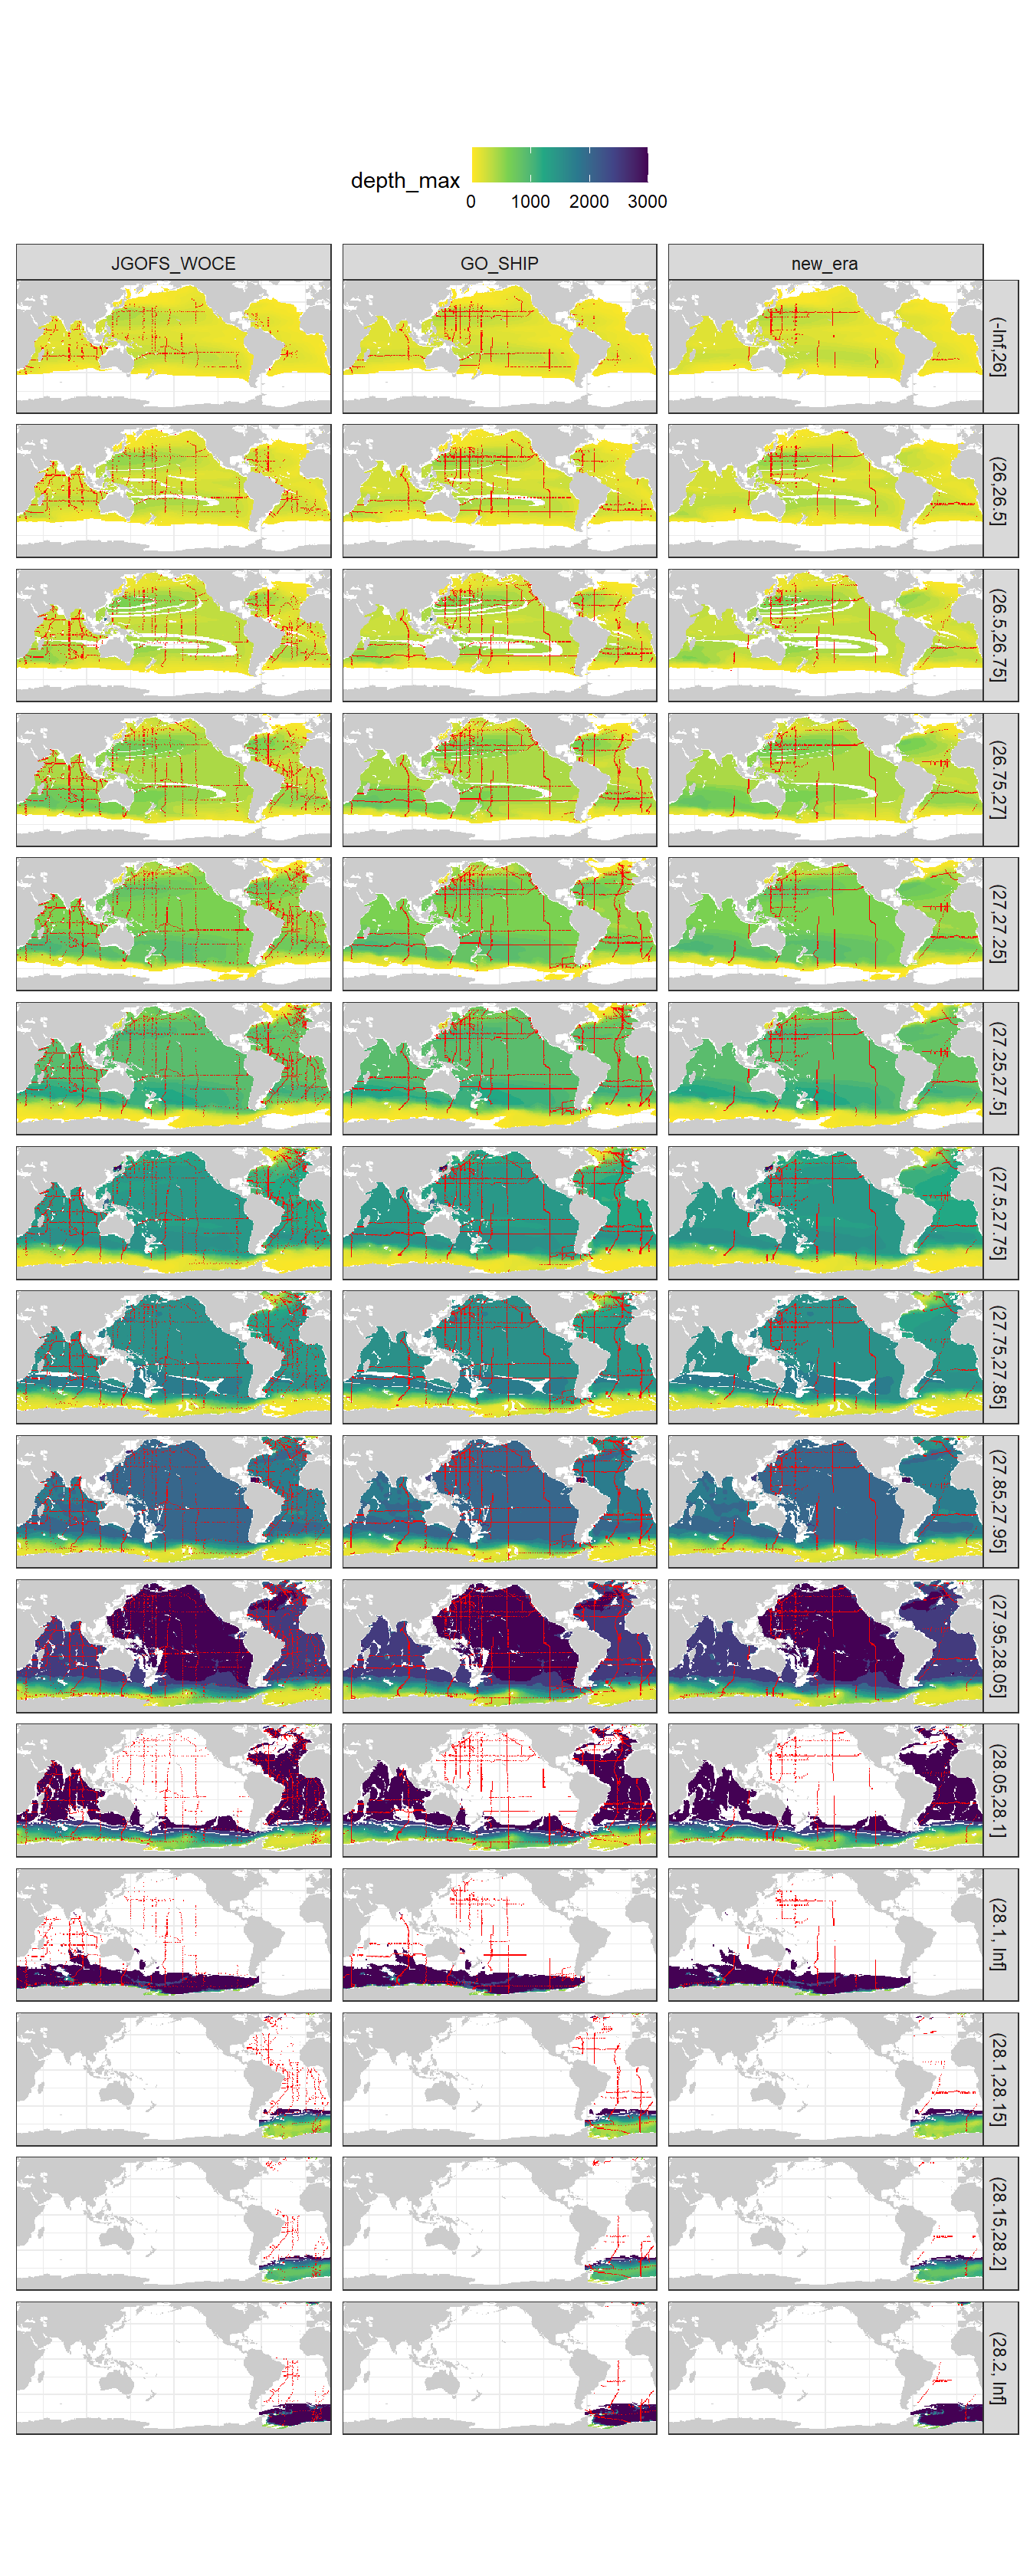 depth_max
0 1000 2000 3000
JGOFS_WOCE GO_SHIP new_era
(-Inf,26]
(26,26.5]
(26.5,26.75]
(26.75,27]
(27,27.25]
(27.25,27.5]
(27.5,27.75]
(27.75,27.85]
(27.85,27.95]
(27.95,28.05]
(28.05,28.1]
(28.1, Inf]
(28.1,28.15]
(28.15,28.2]
(28.2, Inf]